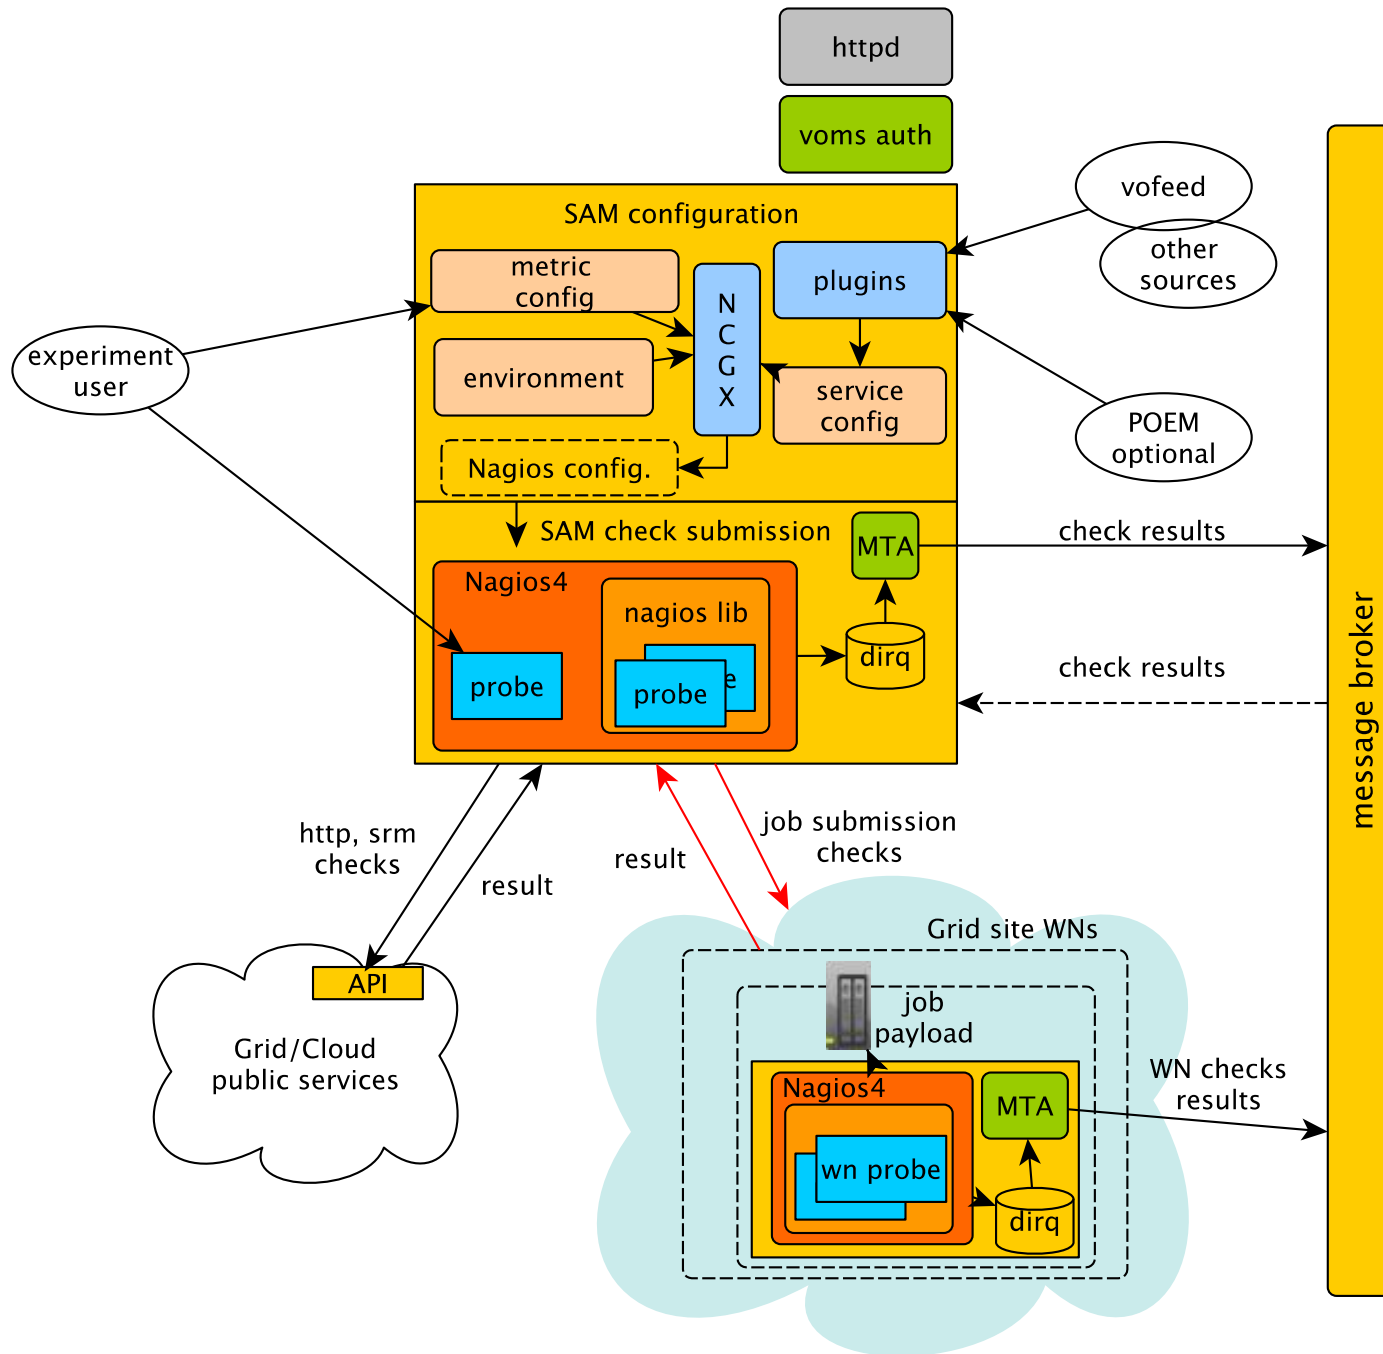 httpd
voms auth
SAM configuration
vofeed
other
sources
metric
config
plugins
N
C
G
X
experiment
user
environment
service
config
POEM
optional
Nagios config.
SAM check submission
MTA
check results
Nagios4
nagios lib
dirq
probe
probe
e
check results
message broker
http, srm
checks
result
result
job submission
checks
Grid site WNs
API
Grid/Cloud
public services
job
payload
Nagios4
MTA
WN checks
results
wn probe
dirq